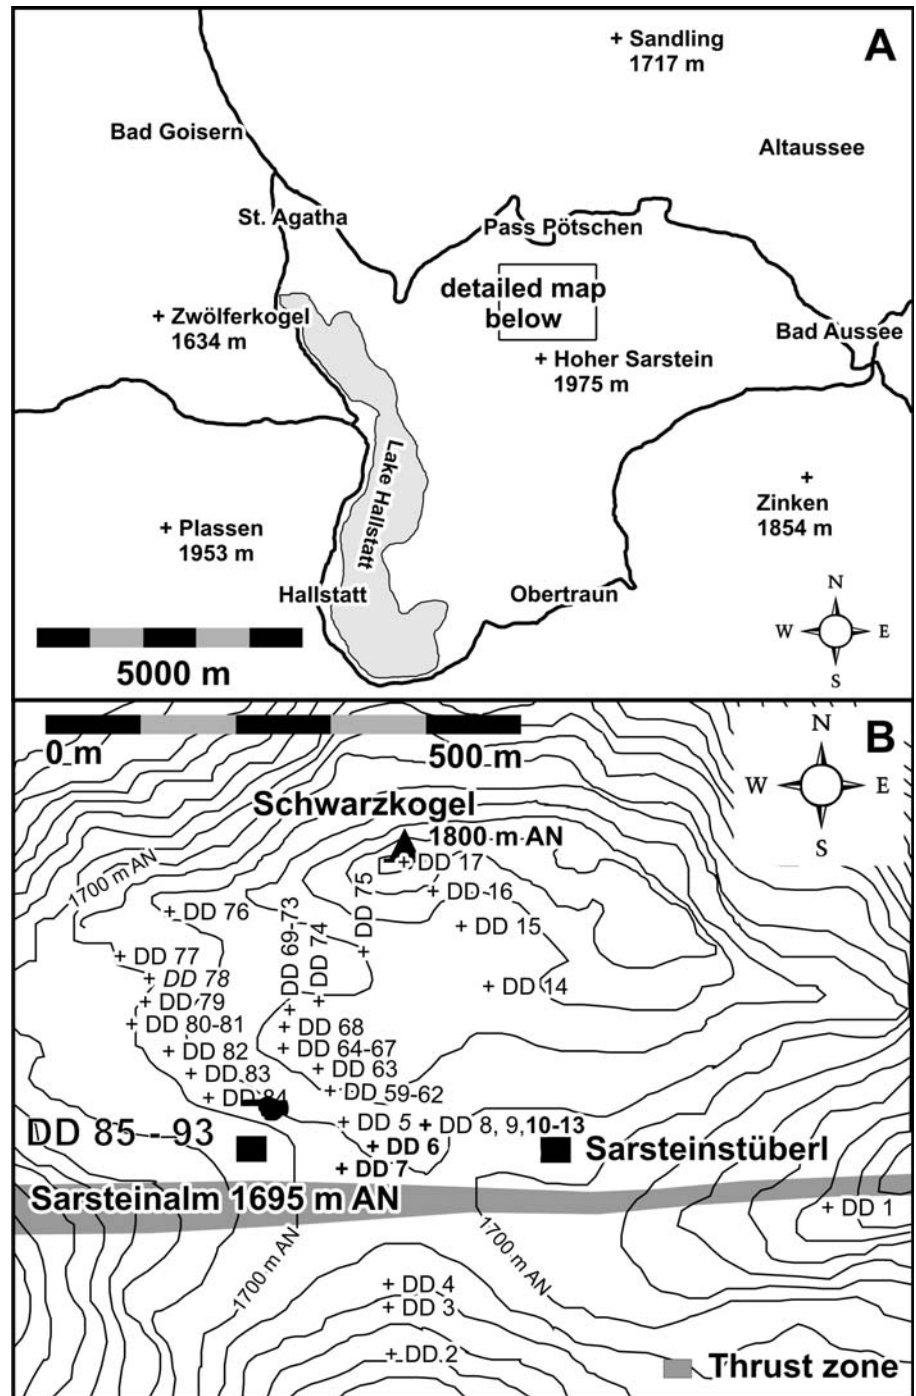 A
+ Sandling
1717 m
Bad Goisern
Altaussee
St. Agatha
Pass Pötschen
detailed map
below
+ Zwölferkogel
1634 m
Bad Aussee
+ Hoher Sarstein
1975 m
Lake Hallstatt
+
Zinken
1854 m
+ Plassen
1953 m
Hallstatt
Obertraun
N
W E
S
5000 m
B
0 m 500 m
N
W E
S
Schwarzkogel
1800 m AN
1700 m AN
+ DD 17
+ DD 16
+ DD 75
+ DD 76
+ DD 69-73
+ DD 74
+ DD 15
+ DD 77
+ DD 78
+ DD 14
+ DD 79
+ DD 80-81
+ DD 68
+ DD 82
+ DD 64-67
+ DD 63
+ DD 83
+ DD 84
+ DD 59-62
+ DD 5
+ DD 8, 9,10-13
DD 85 - 93
+ DD 6
Sarsteinstüberl
+ DD 7
Sarsteinalm 1695 m AN
+ DD 1
1700 m AN
1700 m AN
+ DD 4
+ DD 3
+ DD 2
Thrust zone